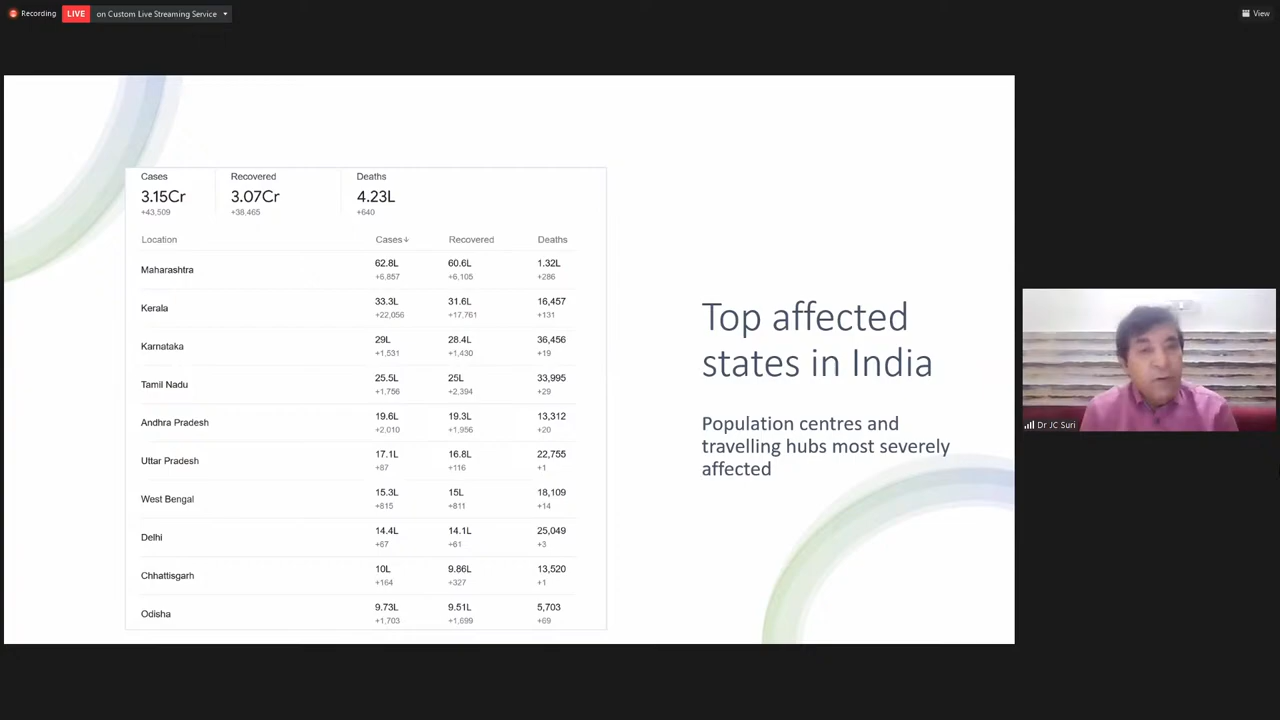 Recording
LIVE
on Custom Live Streaming Service
View
Cases Recovered Deaths
3.15Cr 3.07Cr 4.23L
+43,509 +38,465 +640
Location Cases↓ Recovered Deaths
Maharashtra 62.8L 60.6L 1.32L
+6,857 +6,105 +286
Kerala 33.3L 31.6L 16,457
+22,056 +17,761 +131
Karnataka 29L 28.4L 36,456
+1,531 +1,430 +19
Tamil Nadu 25.5L 25L 33,995
+1,756 +2,394 +29
Andhra Pradesh 19.6L 19.3L 13,312
+2,010 +1,956 +20
Uttar Pradesh 17.1L 16.8L 22,755
+87 +116 +1
West Bengal 15.3L 15L 18,109
+815 +811 +14
Delhi 14.4L 14.1L 25,049
+67 +61 +3
Chhattisgarh 10L 9.86L 13,520
+164 +327 +1
Odisha 9.73L 9.51L 5,703
+1,703 +1,699 +69
Top affected
states in India
Population centres and
travelling hubs most severely
affected
Dr JC Suri